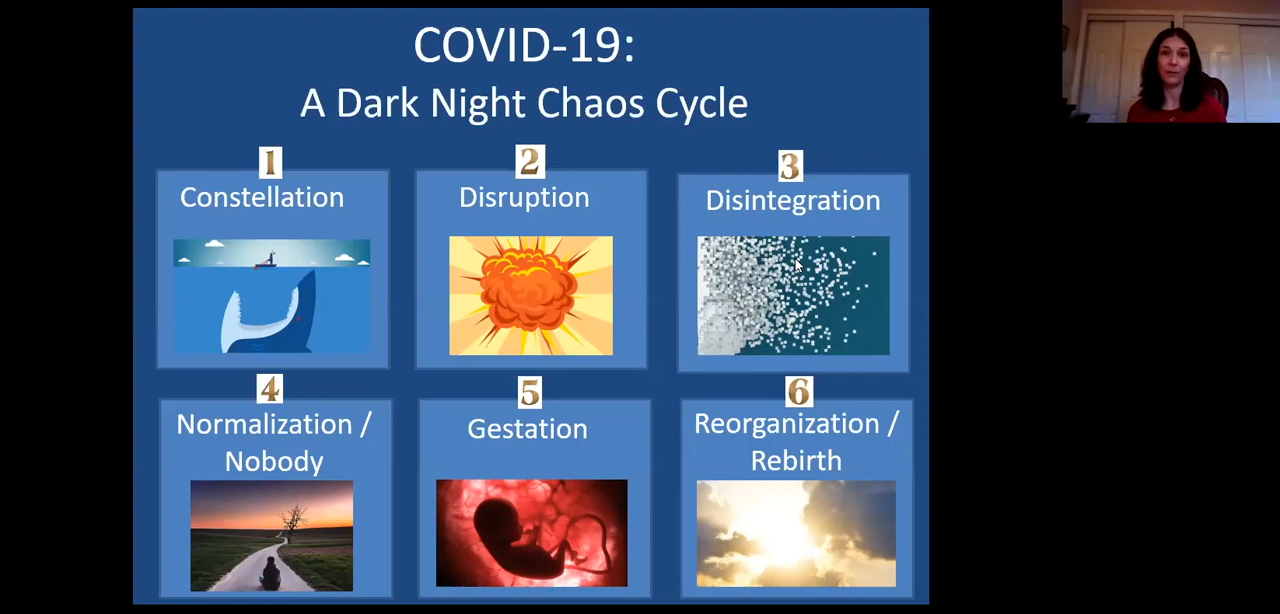 COVID-19:
A Dark Night Chaos Cycle
1
Constellation
2
Disruption
3
Disintegration
4
Normalization /
Nobody
5
Gestation
6
Reorganization /
Rebirth